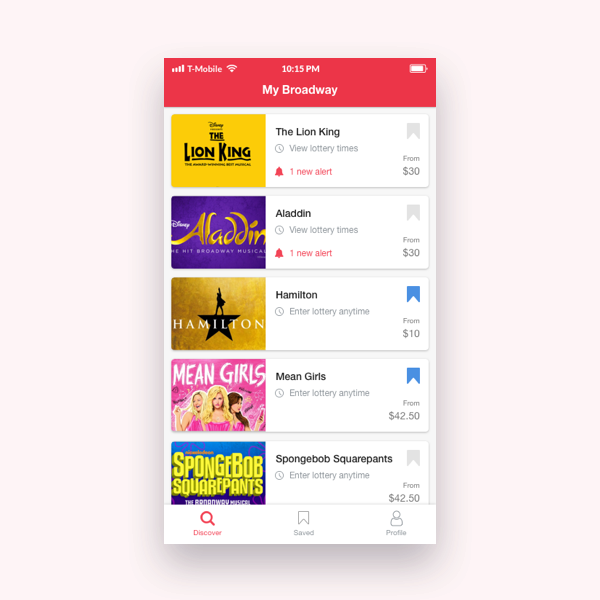 T-Mobile 10:15 PM
My Broadway
Disney
PRESENTS
THE
LION KING
THE AWARD-WINNING BEST MUSICAL
The Lion King
View lottery times
1 new alert
From
$30
Disney
Aladdin
HE HIT BROADWAY MUSICAL
Aladdin
View lottery times
1 new alert
From
$30
HAMILTON
Hamilton
Enter lottery anytime
From
$10
MEAN GIRLS
Mean Girls
Enter lottery anytime
From
$42.50
nickelodeon
SPONGEBOB
SQUAREPANTS
THE BROADWAY MUSICAL
Spongebob Squarepants
Enter lottery anytime
From
$42.50
Discover Saved Profile